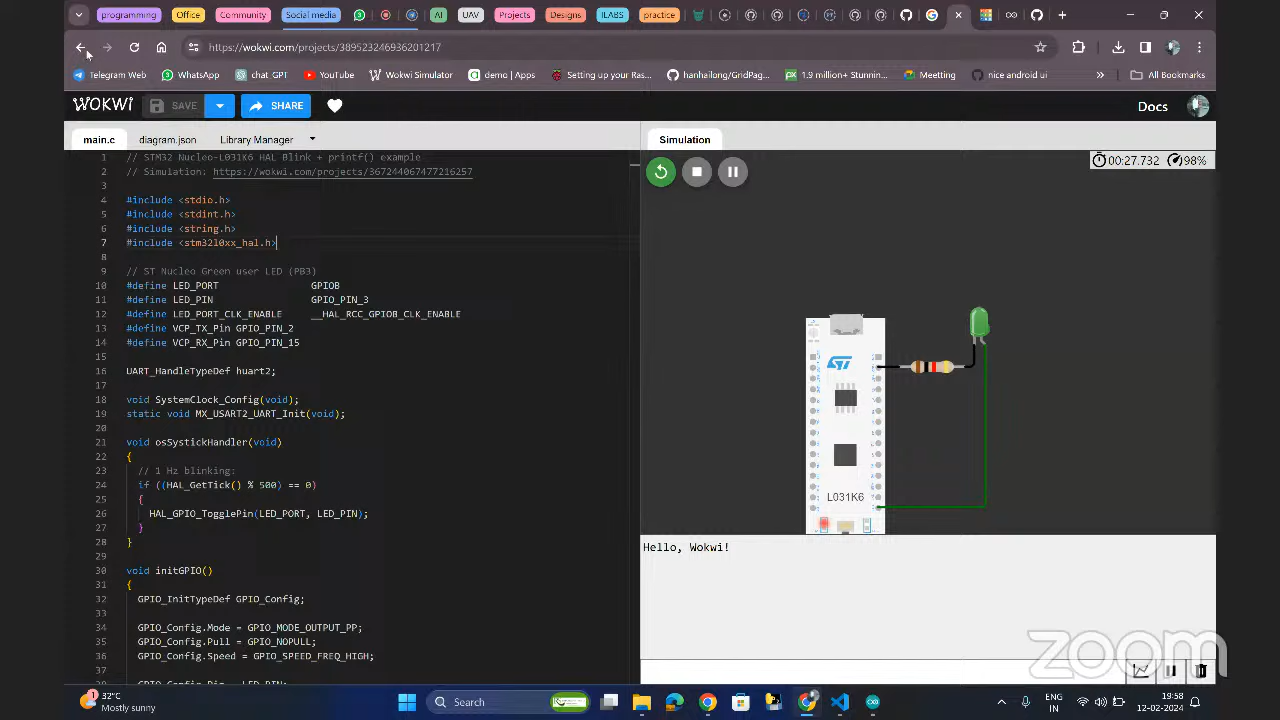 programming
Office
Community
Social media
AI
UAV
Projects
Designs
ILABS
practice
https://wokwi.com/projects/389523246936201217
Telegram Web
WhatsApp
chat GPT
YouTube
Wokwi Simulator
demo | Apps
Setting up your Ras...
hanhailong/GridPag...
1.9 million+ Stunnin...
Meetting
nice android ui
»
All Bookmarks
WOKWI
SAVE
SHARE
Docs
main.c
diagram.json
Library Manager
Simulation
00:27.732
98%
1 // STM32 Nucleo-L031K6 HAL Blink + printf() example
2 // Simulation: https://wokwi.com/projects/367244067477216257
3
4 #include <stdio.h>
5 #include <stdint.h>
6 #include <string.h>
7 #include <stm32l0xx_hal.h>
8
9 // ST Nucleo Green user LED (PB3)
10 #define LED_PORT GPIOB
11 #define LED_PIN GPIO_PIN_3
12 #define LED_PORT_CLK_ENABLE __HAL_RCC_GPIOB_CLK_ENABLE
13 #define VCP_TX_Pin GPIO_PIN_2
14 #define VCP_RX_Pin GPIO_PIN_15
15
16 UART_HandleTypeDef huart2;
17
18 void SystemClock_Config(void);
19 static void MX_USART2_UART_Init(void);
20
21 void osSystickHandler(void)
22 {
23 // 1 Hz blinking:
24 if ((HAL_GetTick() % 500) == 0)
25 {
26 HAL_GPIO_TogglePin(LED_PORT, LED_PIN);
27 }
28 }
29
30 void initGPIO()
31 {
32 GPIO_InitTypeDef GPIO_Config;
33
34 GPIO_Config.Mode = GPIO_MODE_OUTPUT_PP;
35 GPIO_Config.Pull = GPIO_NOPULL;
36 GPIO_Config.Speed = GPIO_SPEED_FREQ_HIGH;
37
GPIO_Config.Pin = LED_PIN;
ST
L031K6
Hello, Wokwi!
zoom
1
32°C
Mostly sunny
Search
ENG
IN
19:58
12-02-2024